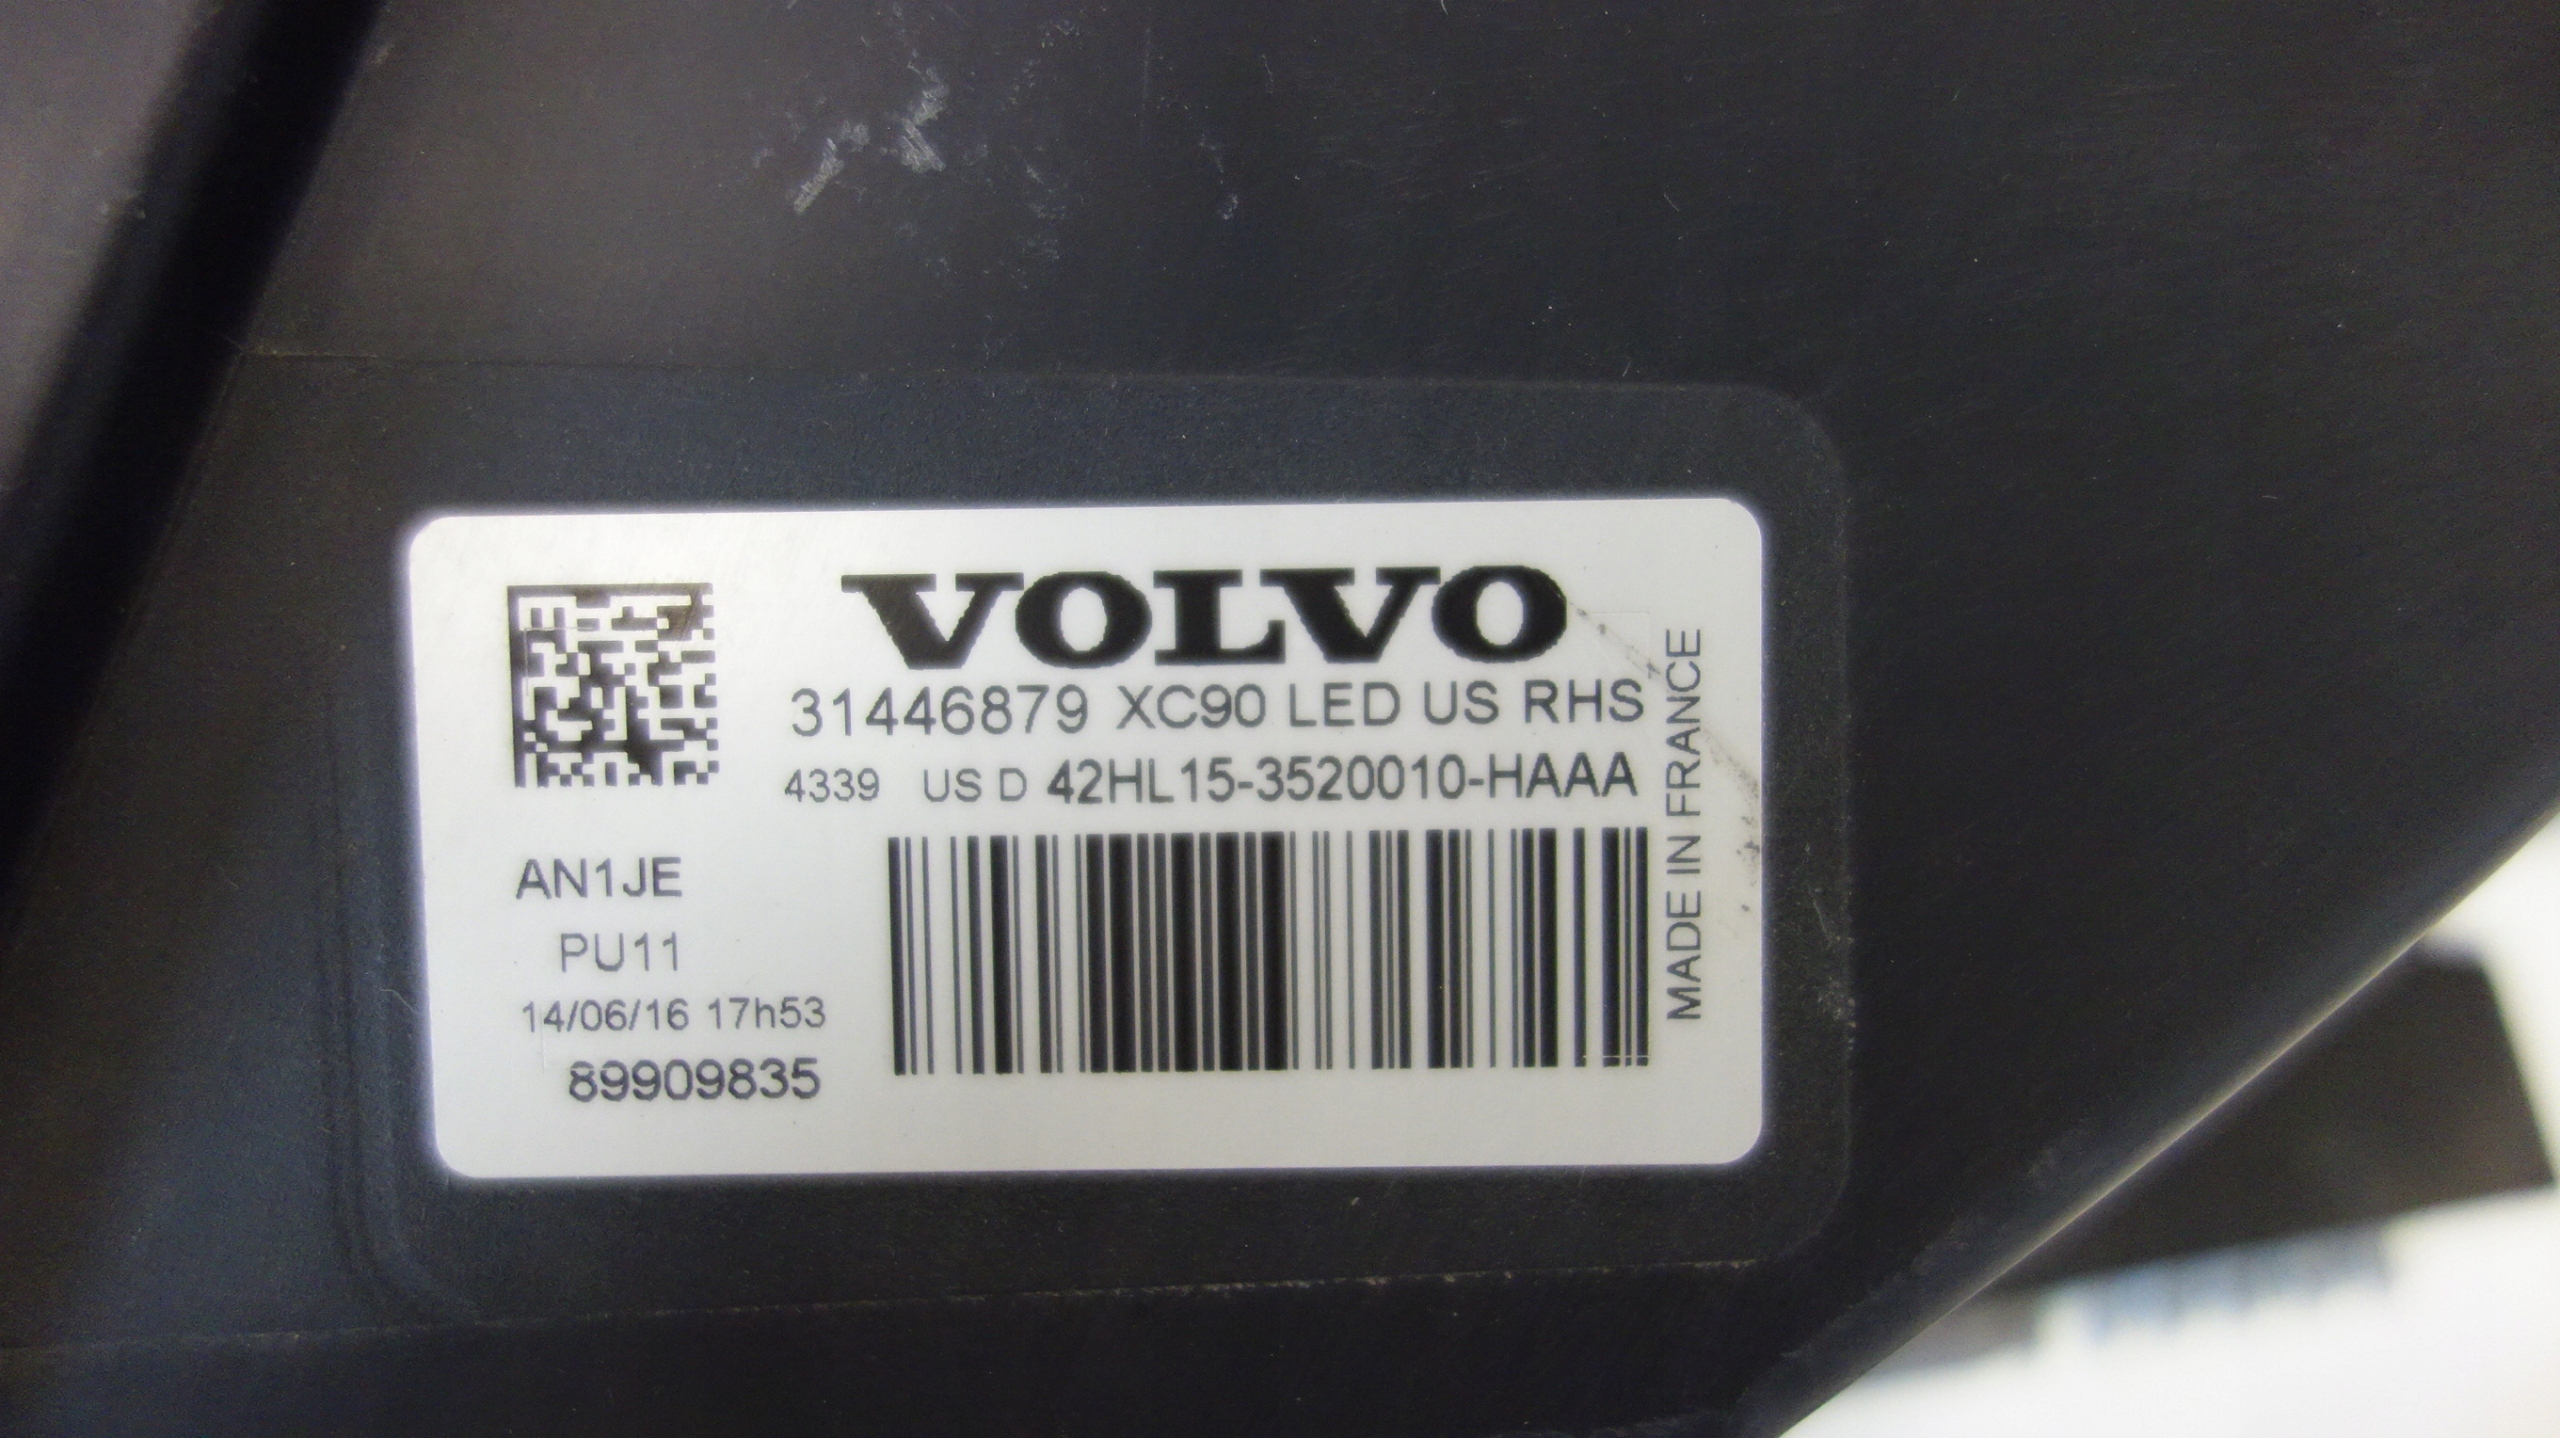 VOLVO
31446879 XC90 LED US RHS
4339 US D 42HL15-3520010-HAAA
AN1JE
PU11
14/06/16 17h53
89909835
MADE IN FRANCE